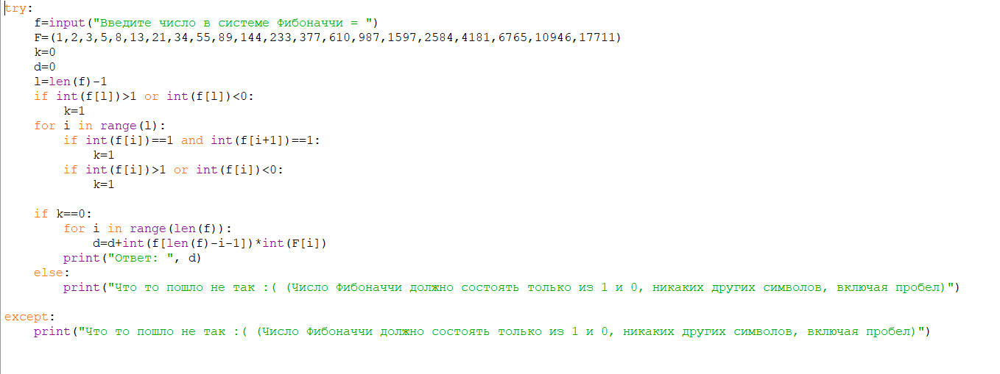 try:
    f=input("Введите число в системе Фибоначчи = ")
    F=(1,2,3,5,8,13,21,34,55,89,144,233,377,610,987,1597,2584,4181,6765,10946,17711)
    k=0
    d=0
    l=len(f)-1
    if int(f[l])>1 or int(f[l])<0:
        k=1
    for i in range(l):
        if int(f[i])==1 and int(f[i+1])==1:
            k=1
        if int(f[i])>1 or int(f[i])<0:
            k=1
    if k==0:
        for i in range(len(f)):
            d=d+int(f[len(f)-i-1])*int(F[i])
        print("Ответ: ", d)
    else:
        print("Что то пошло не так :( (Число Фибоначчи должно состоять только из 1 и 0, никаких других символов, включая пробел)")
except:
    print("Что то пошло не так :( (Число Фибоначчи должно состоять только из 1 и 0, никаких других символов, включая пробел)")